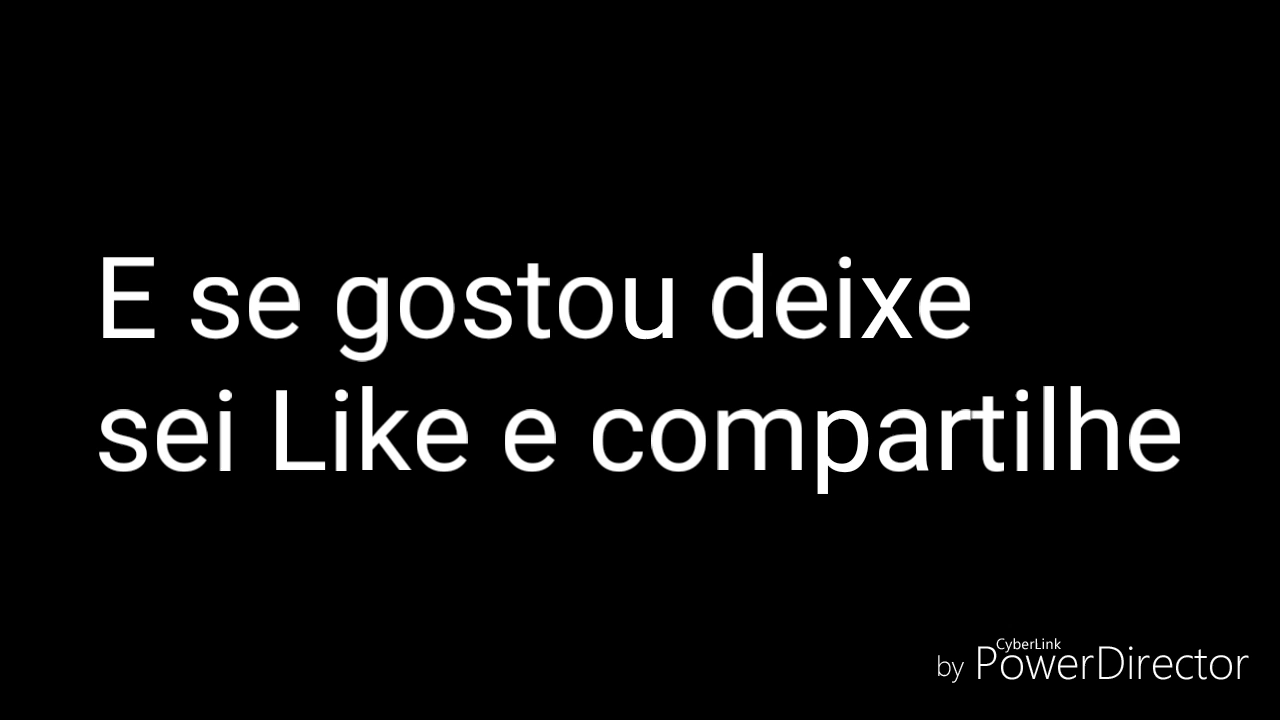 E se gostou deixe
sei Like e compartilhe
CyberLink
by PowerDirector